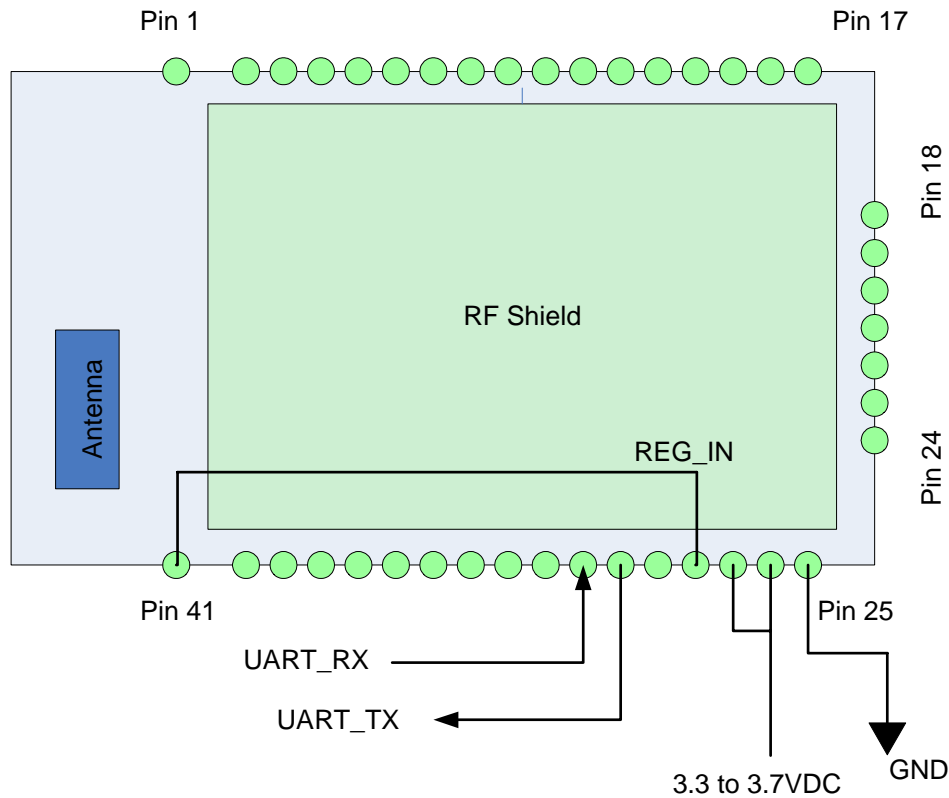 Pin 1
Pin 17
Pin 18
RF Shield
Antenna
REG_IN
Pin 24
Pin 41
Pin 25
UART_RX
UART_TX
GND
3.3 to 3.7VDC